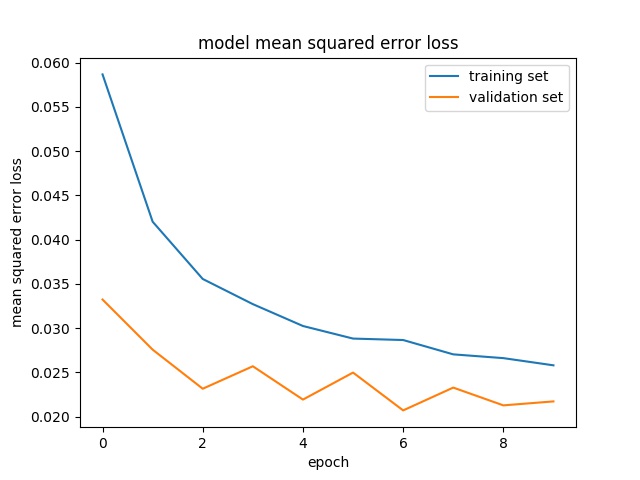 model mean squared error loss
training set
validation set
0.060
0.055
0.050
0.045
0.040
0.035
0.030
0.025
0.020
mean squared error loss
0 2 4 6 8
epoch